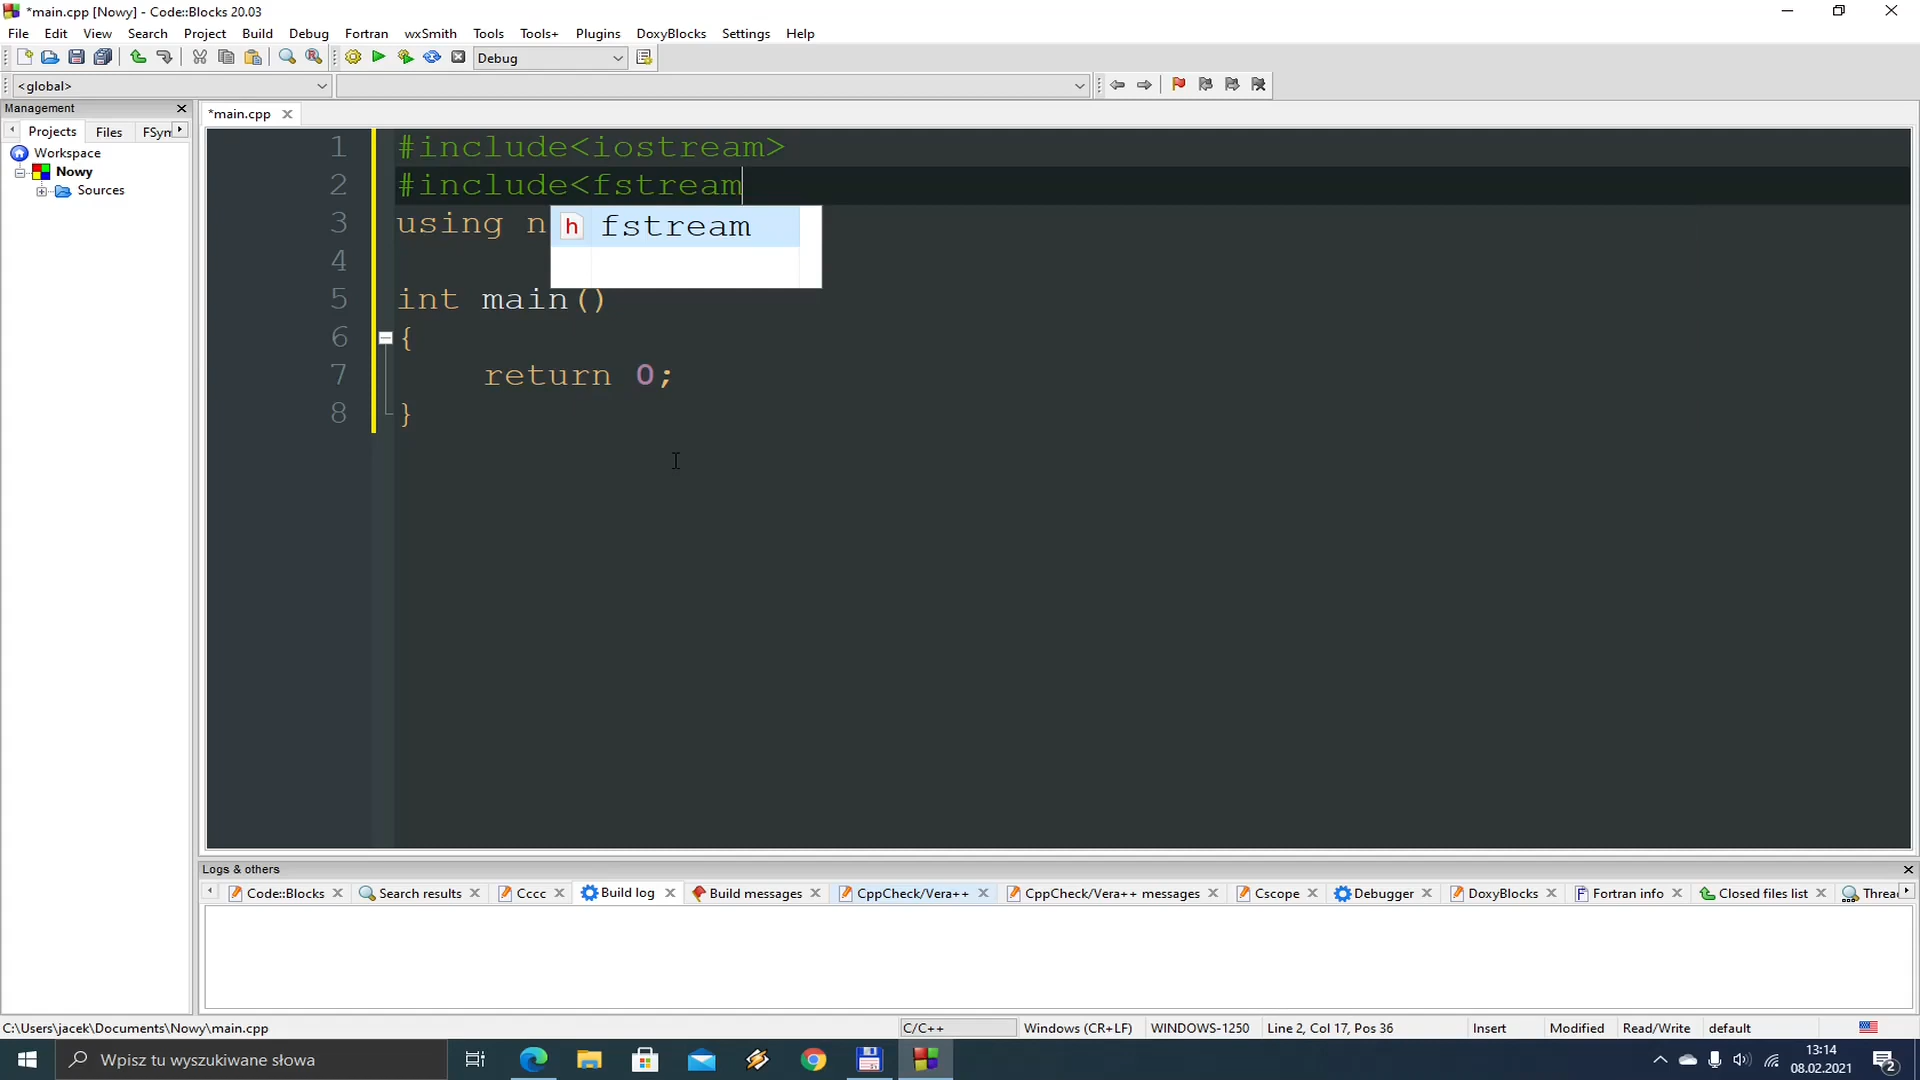 *main.cpp [Nowy] - Code::Blocks 20.03
File Edit View Search Project Build Debug Fortran wxSmith Tools Tools+ Plugins DoxyBlocks Settings Help
Debug
<global>
Management
Projects Files FSyn
Workspace
Nowy
Sources
*main.cpp
1 #include<iostream>
2 #include<fstream
3 using n
h fstream
4
5 int main()
6 {
7 return 0;
8 }
Logs & others
Code::Blocks Search results Cccc Build log Build messages CppCheck/Vera++ CppCheck/Vera++ messages Cscope Debugger DoxyBlocks Fortran info Closed files list Threa
C:\Users\jacek\Documents\Nowy\main.cpp C/C++ Windows (CR+LF) WINDOWS-1250 Line 2, Col 17, Pos 36 Insert Modified Read/Write default
Wpisz tu wyszukiwane słowa
13:14
08.02.2021
2